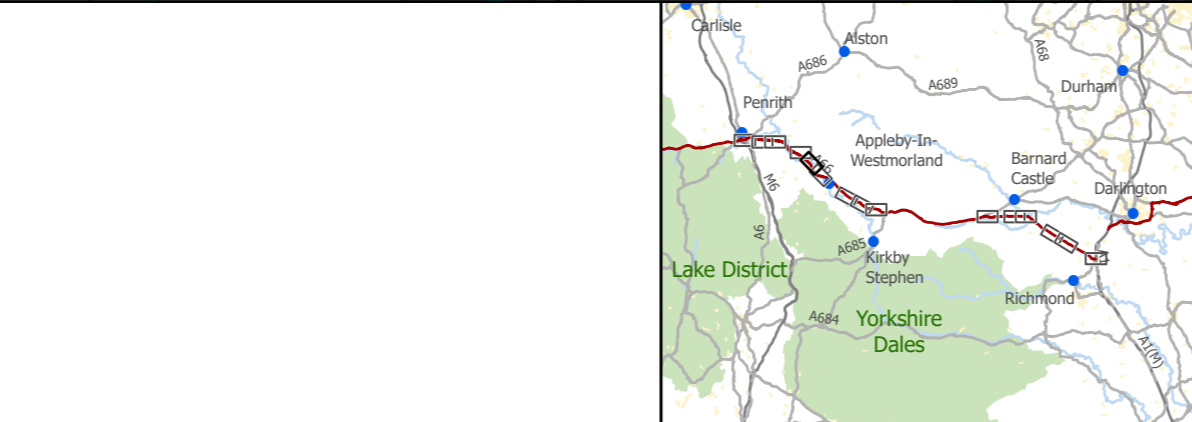 Carlisle
Alston
A68
A686
A689
Durham
Penrith
Appleby-In-
Westmorland
A66
Barnard
Castle
Darlington
M6
A6
A685
Kirkby
Stephen
Lake District
Richmond
A684
Yorkshire
Dales
A1(M)